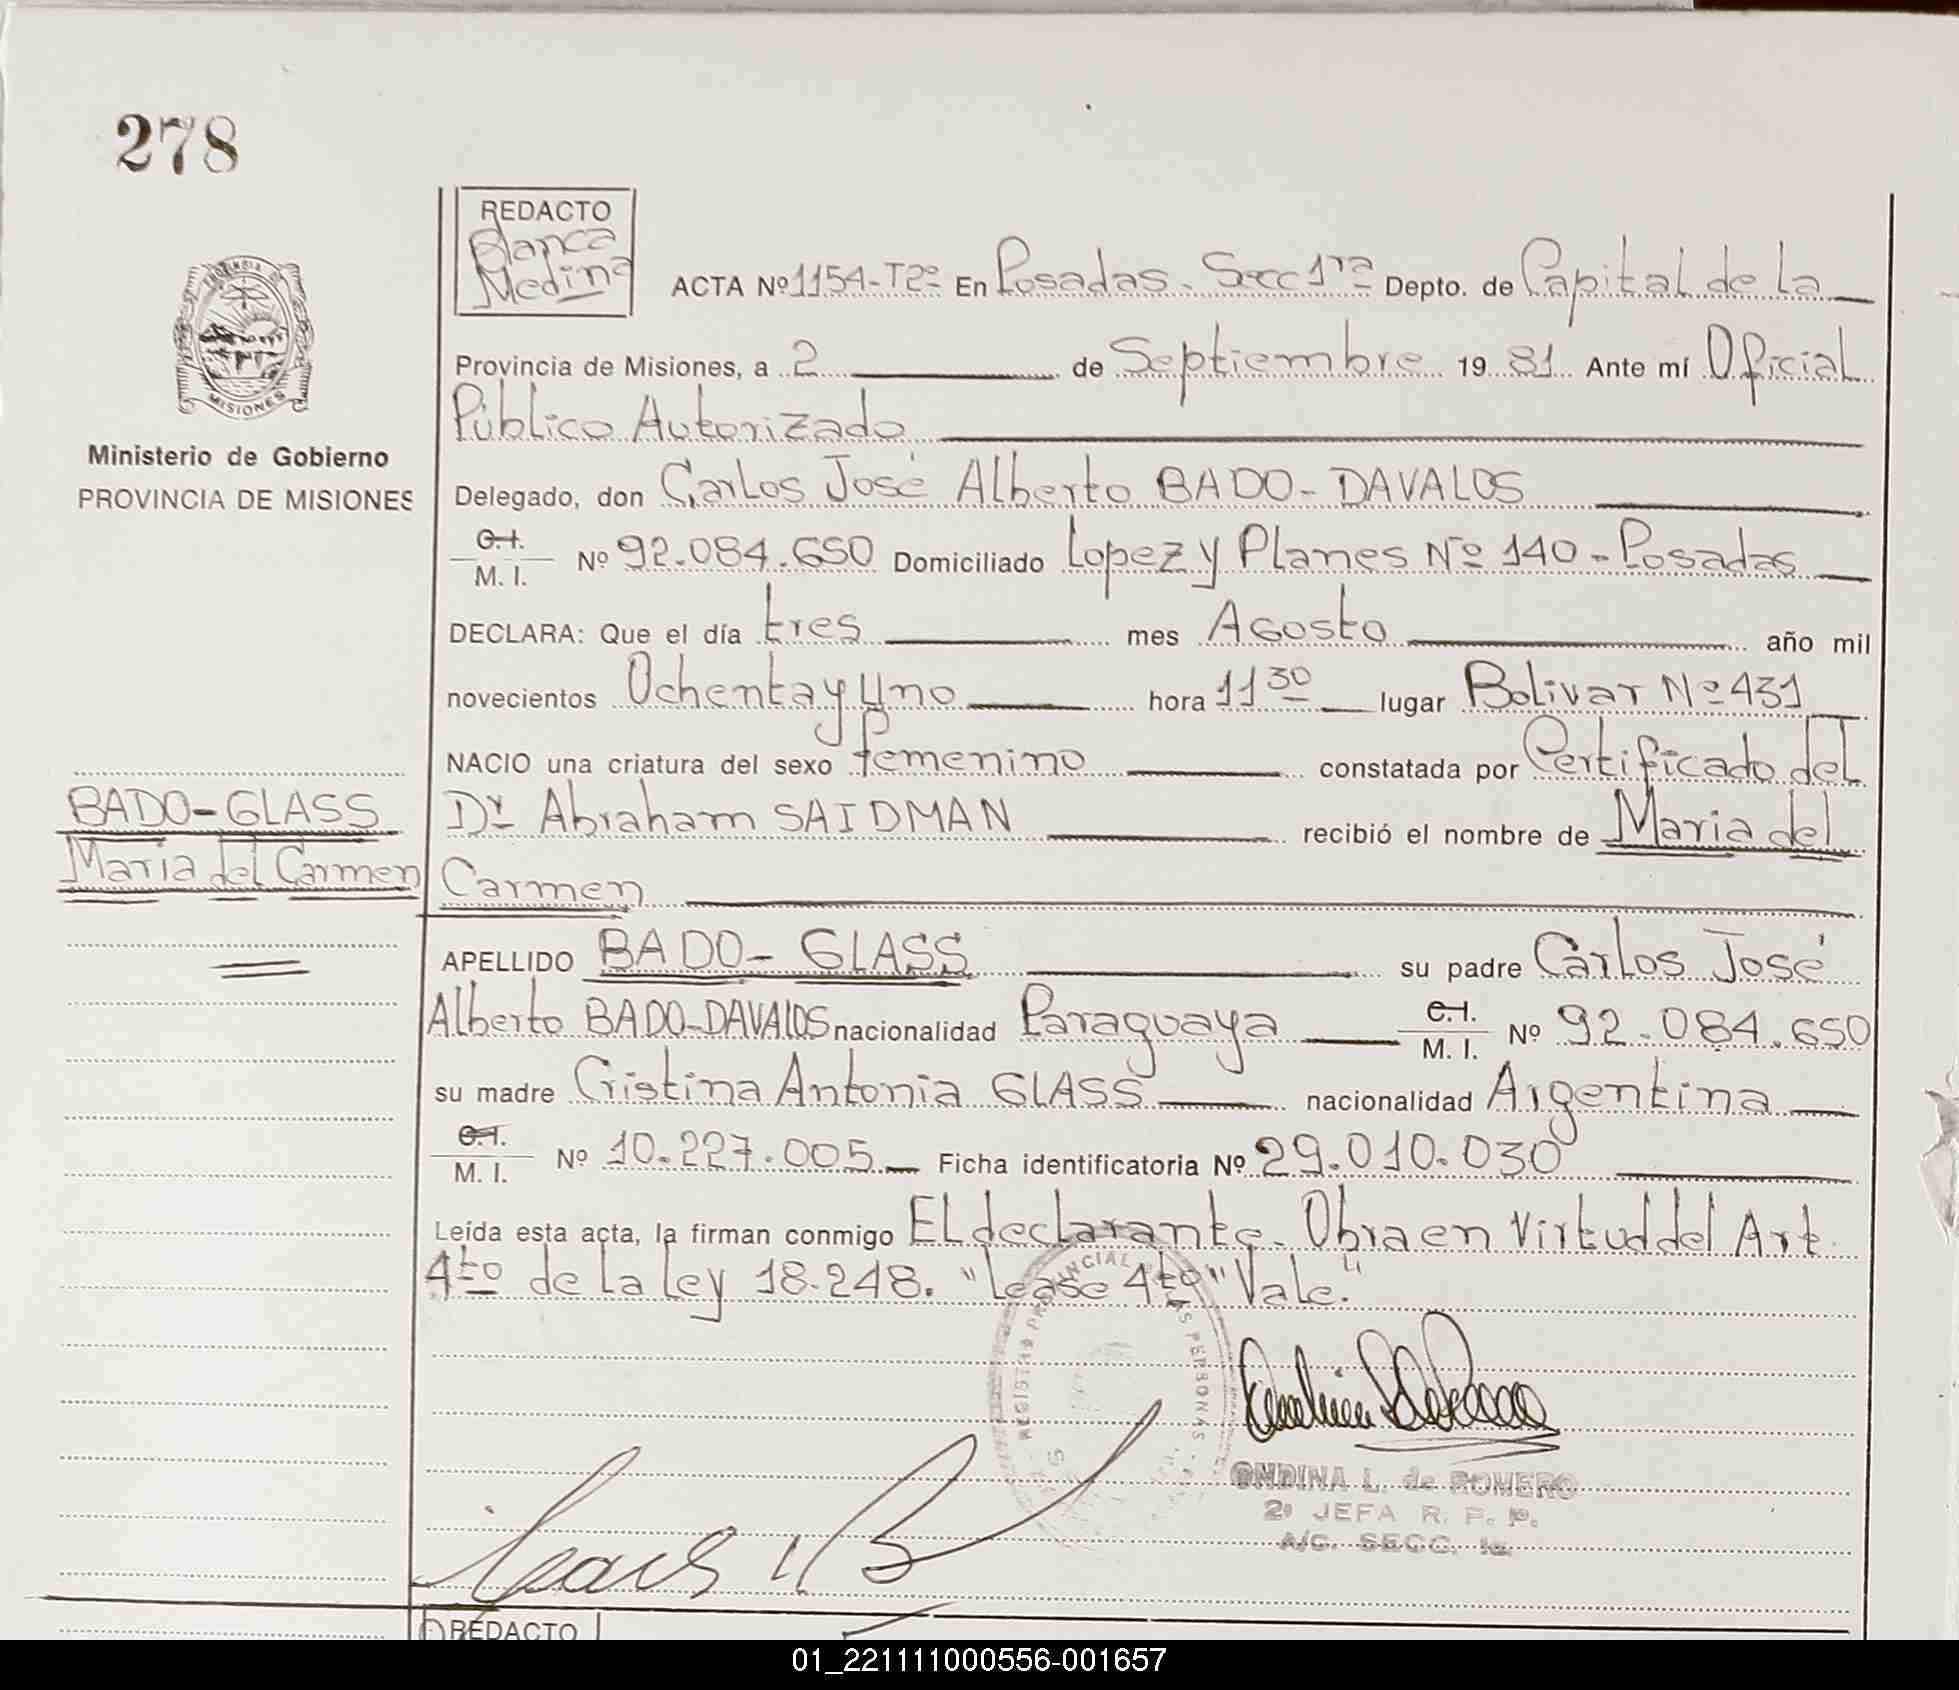 278
REDACTO
Blanca
Medina
PROVINCIA DE
MISIONES
Ministerio de Gobierno
PROVINCIA DE MISIONES
ACTA Nº 1154-T2º En Posadas. Secc 1ra Depto. de Capital de la
Provincia de Misiones, a 2 de Septiembre 19 81 Ante mí Oficial
Público Autorizado
Delegado, don Carlos José Alberto BADO-DAVALOS
C.I.
M. I. Nº 92.084.650 Domiciliado Lopez y Planes Nº 140-Posadas
DECLARA: Que el día tres mes Agosto año mil
novecientos Ochenta y Uno hora 11 30 lugar Bolivar Nº 431
NACIO una criatura del sexo femenino constatada por Certificado del
Dr Abraham SAIDMAN recibió el nombre de Maria del
Carmen
BADO-GLASS
Maria del Carmen
APELLIDO BADO-GLASS su padre Carlos José
Alberto BADO-DAVALOS nacionalidad Paraguaya C.I.
M. I. Nº 92.084.650
su madre Cristina Antonia GLASS nacionalidad Argentina
C.I.
M. I. Nº 10.227.005 Ficha identificatoria Nº 29.010.030
Leída esta acta, la firman conmigo El declarante. Obra en Virtud del Art
4to de la ley 18.248. "Lease 4to" Vale."
REGISTRO PROVINCIAL PERSONAS
ONDINA L. de ROMERO
2º JEFA R. P. P.
A/C. SECC. 1a.
REDACTO
01_221111000556-001657